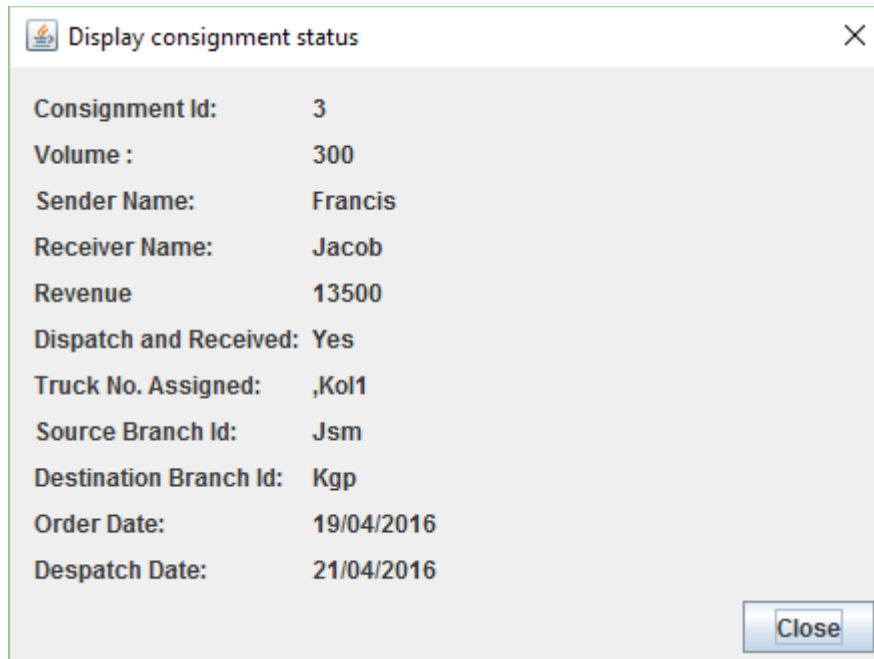 Display consignment status
Consignment Id: 3
Volume : 300
Sender Name: Francis
Receiver Name: Jacob
Revenue 13500
Dispatch and Received: Yes
Truck No. Assigned: ,Kol1
Source Branch Id: Jsm
Destination Branch Id: Kgp
Order Date: 19/04/2016
Despatch Date: 21/04/2016
Close